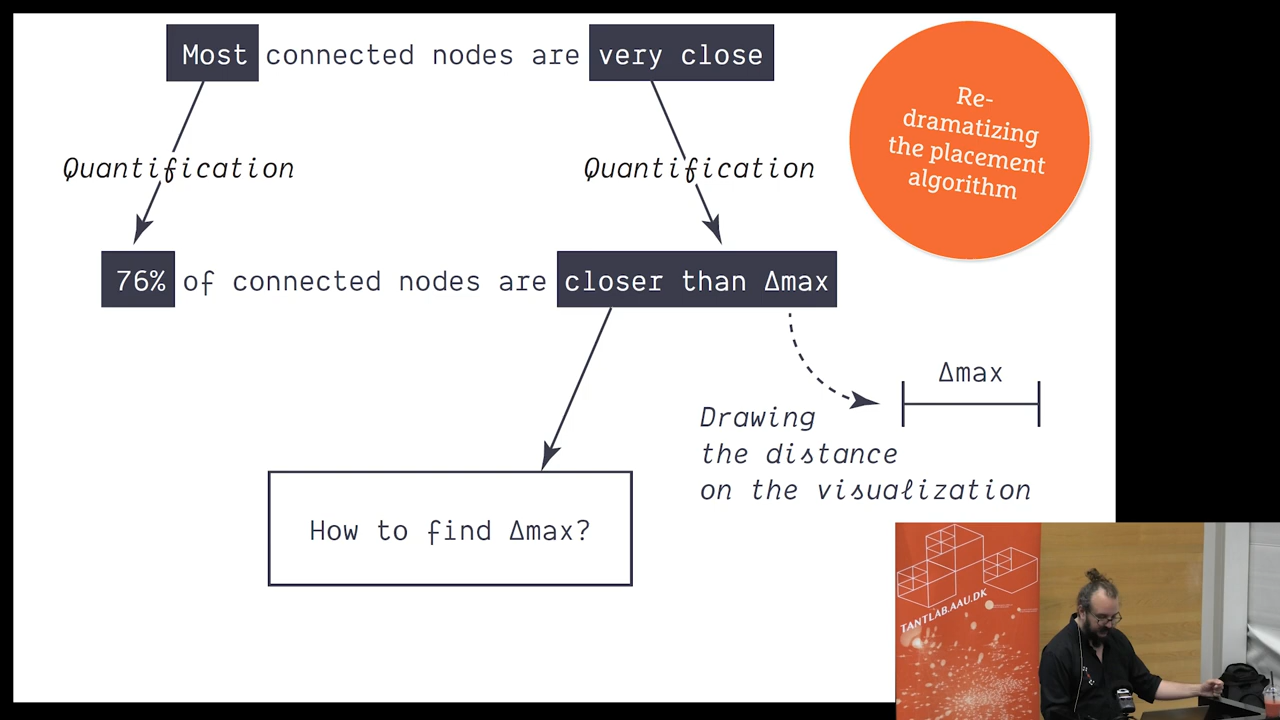 Most connected nodes are very close
Re-
dramatizing
the placement
algorithm
Quantification
Quantification
76% of connected nodes are closer than Δmax
Δmax
Drawing
the distance
on the visualization
How to find Δmax?
TANTLAB.AAU.DK